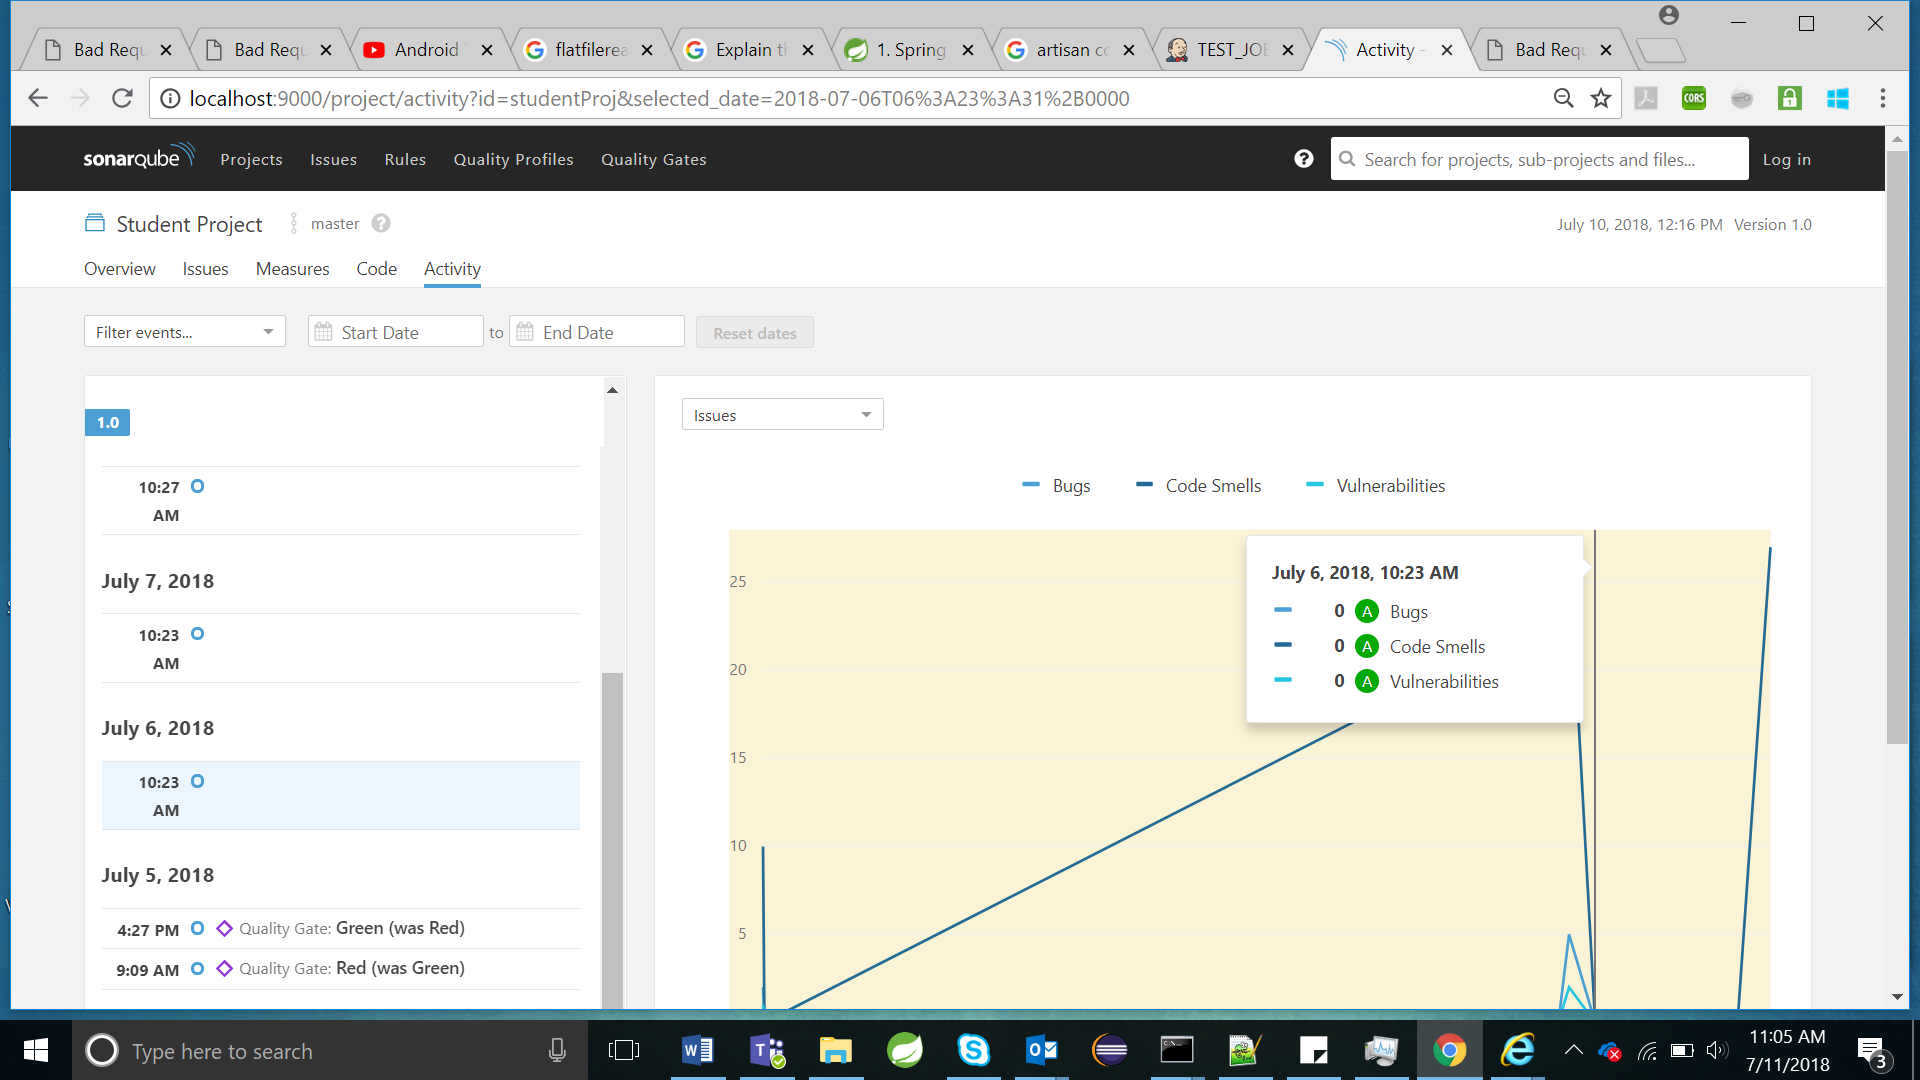 Bad Requ
Bad Requ
Android
flatfilerea
Explain th
1. Spring
artisan co
TEST_JOB
Activity -
Bad Requ
localhost:9000/project/activity?id=studentProj&selected_date=2018-07-06T06%3A23%3A31%2B0000
CORS
sonarqube
Projects
Issues
Rules
Quality Profiles
Quality Gates
?
Search for projects, sub-projects and files...
Log in
Student Project
master
?
July 10, 2018, 12:16 PM Version 1.0
Overview
Issues
Measures
Code
Activity
Filter events...
Start Date
to
End Date
Reset dates
1.0
10:27
AM
July 7, 2018
10:23
AM
July 6, 2018
10:23
AM
July 5, 2018
4:27 PM Quality Gate: Green (was Red)
9:09 AM Quality Gate: Red (was Green)
Issues
Bugs
Code Smells
Vulnerabilities
25
20
15
10
5
July 6, 2018, 10:23 AM
0 A Bugs
0 A Code Smells
0 A Vulnerabilities
Type here to search
11:05 AM
7/11/2018
3